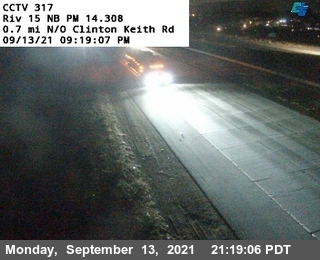 CCTV 317
Riv 15 NB PM 14.308
0.7 mi N/O Clinton Keith Rd
09/13/21 09:19:07 PM
Monday, September 13, 2021 21:19:06 PDT